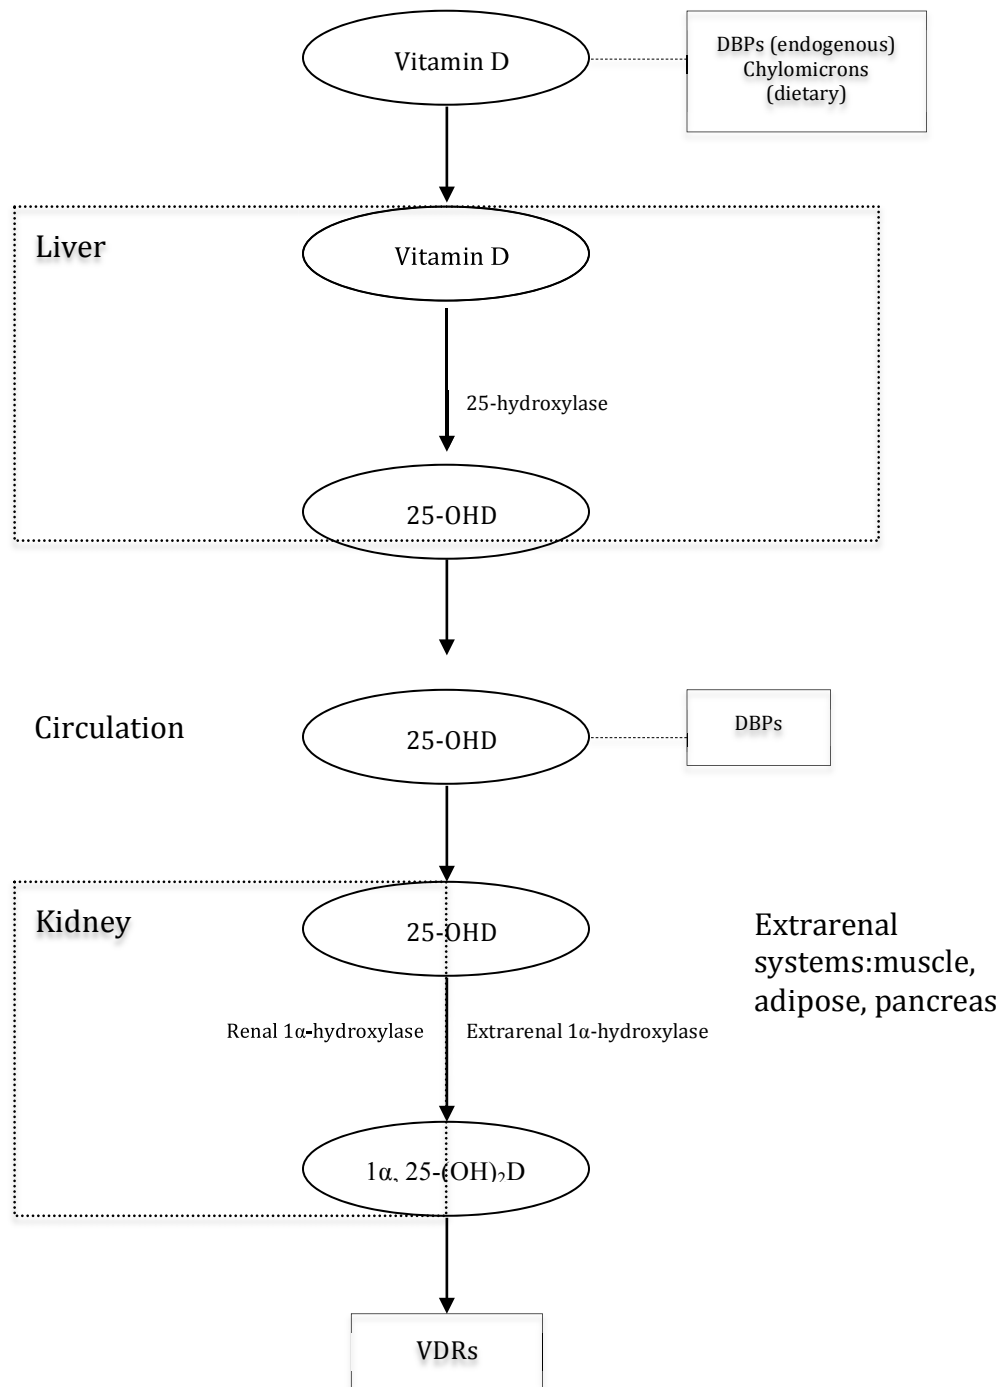 Vitamin D
DBPs (endogenous)
Chylomicrons
(dietary)
Liver
Vitamin D
25-hydroxylase
25-OHD
Circulation
25-OHD
DBPs
Kidney
25-OHD
Extrarenal
systems:muscle,
adipose, pancreas
Renal 1α-hydroxylase
Extrarenal 1α-hydroxylase
1α, 25-(OH)₂D
VDRs